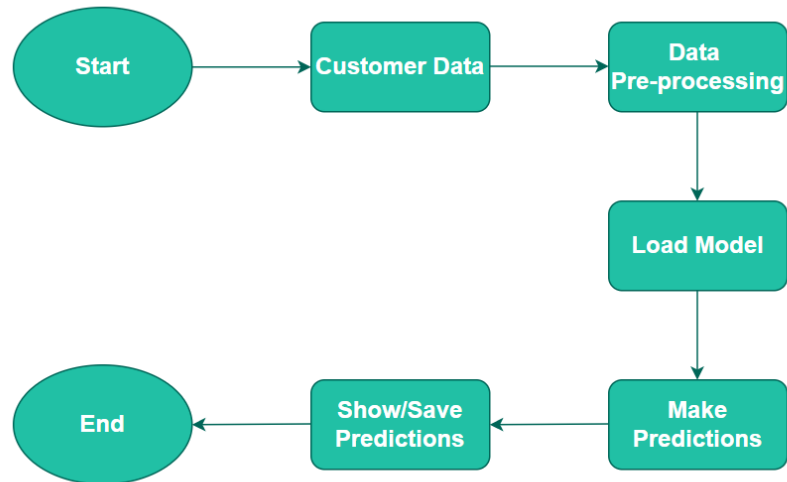 Start
Customer Data
Data
Pre-processing
Load Model
Make
Predictions
Show/Save
Predictions
End